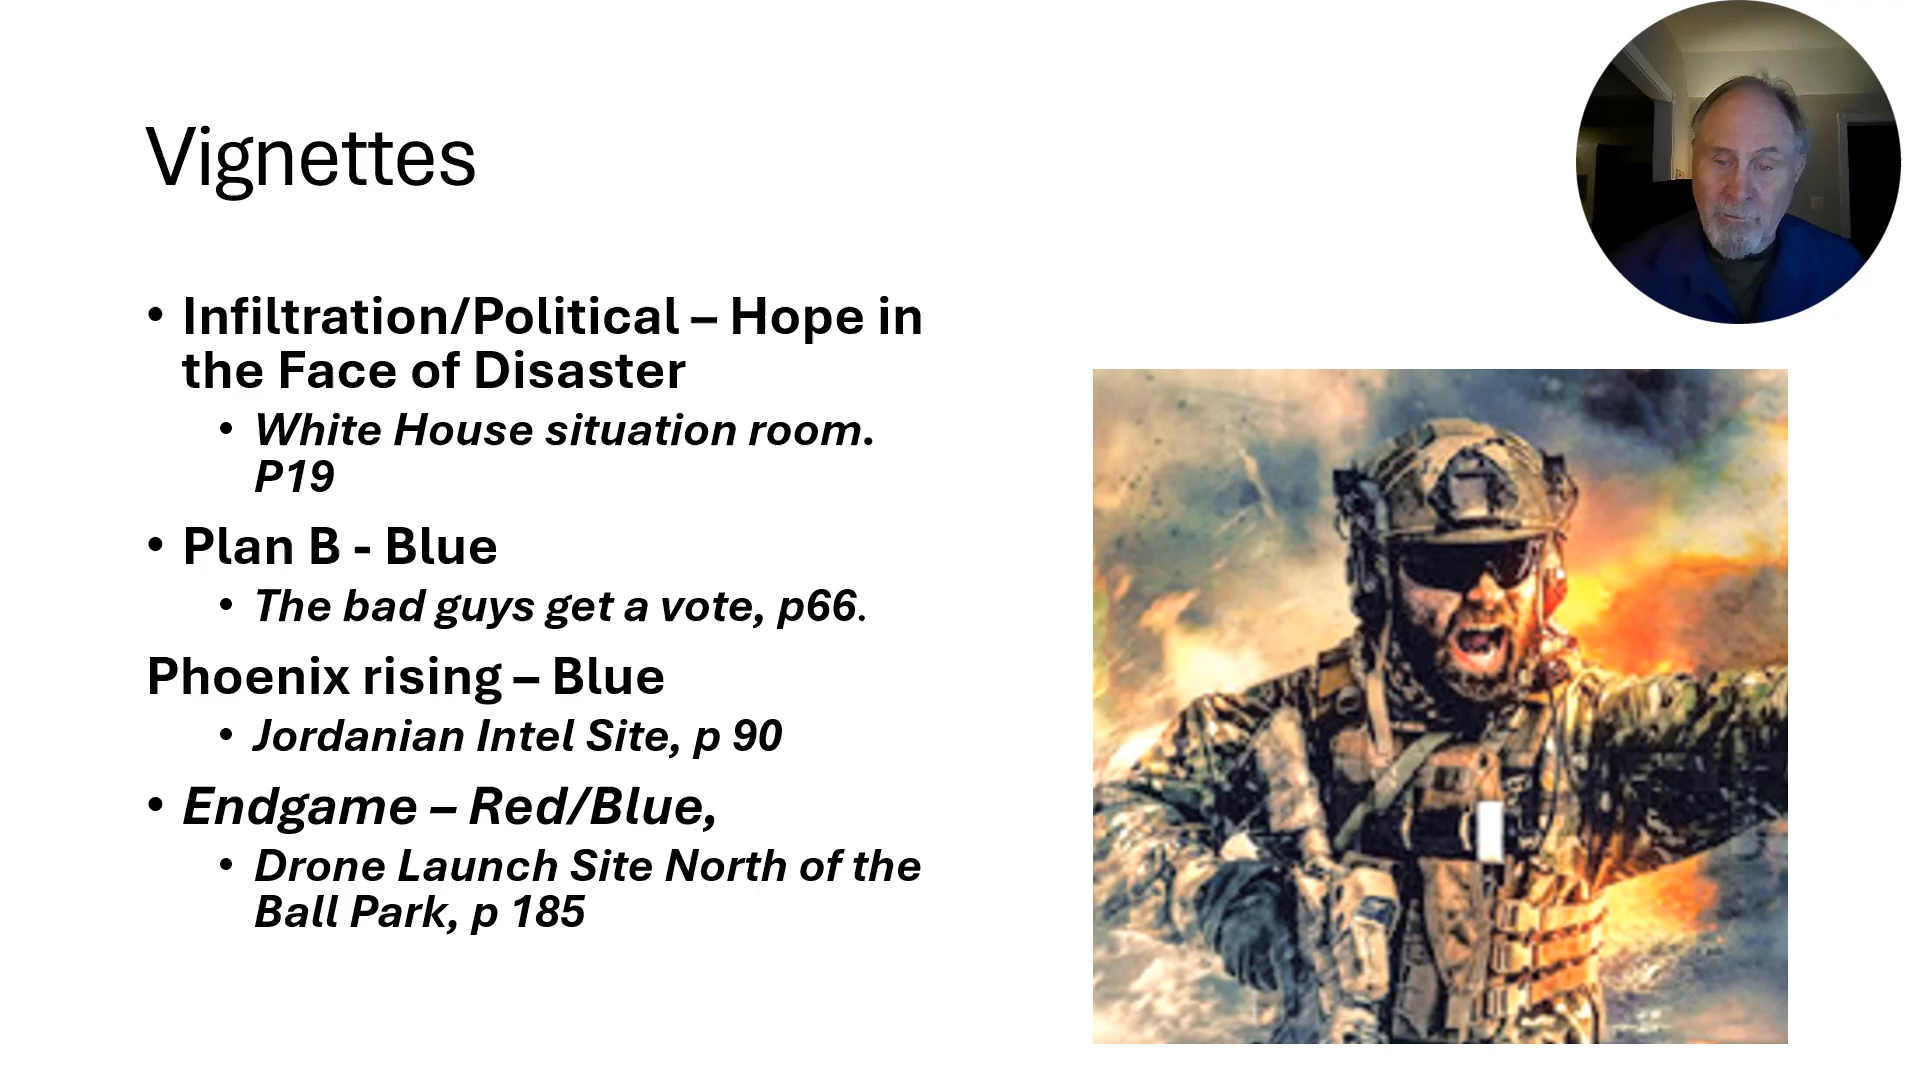 Vignettes
• Infiltration/Political – Hope in
the Face of Disaster
• White House situation room.
P19
• Plan B - Blue
• The bad guys get a vote, p66.
Phoenix rising – Blue
• Jordanian Intel Site, p 90
• Endgame – Red/Blue,
• Drone Launch Site North of the
Ball Park, p 185